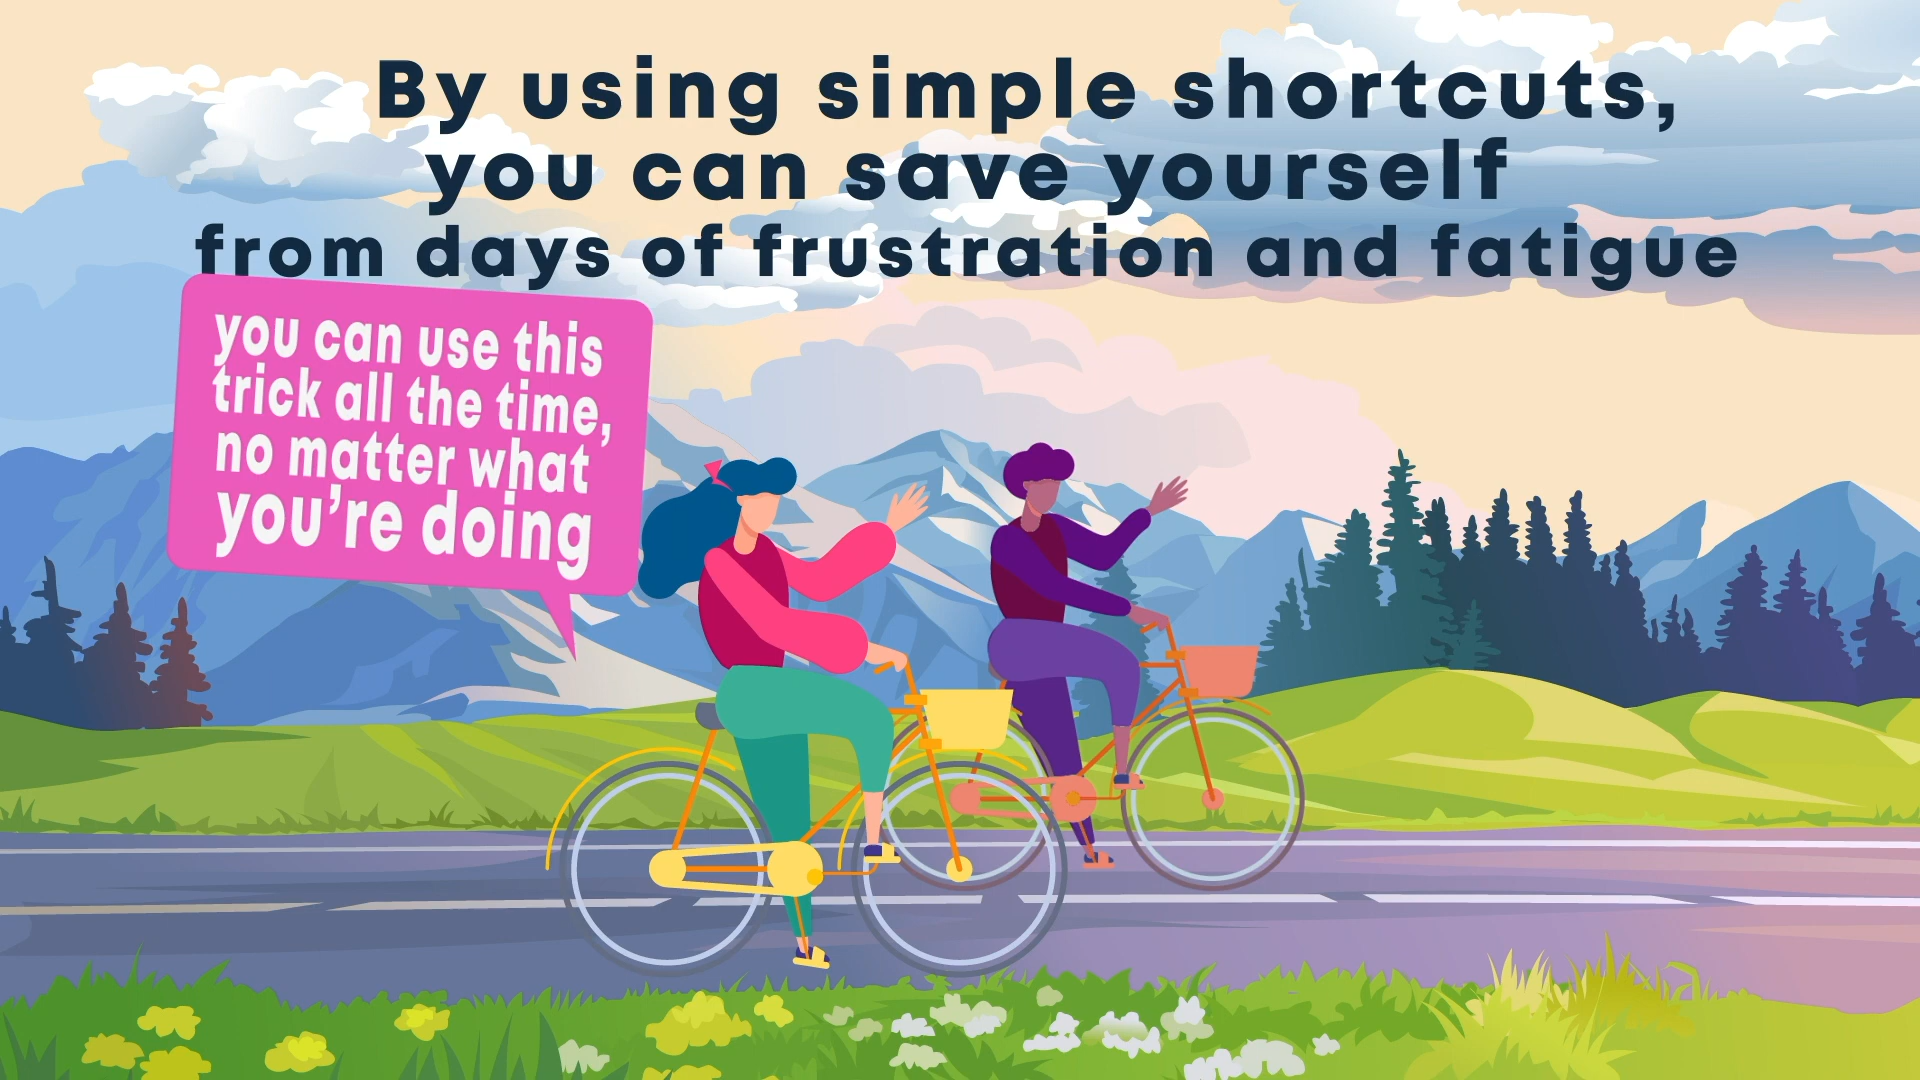 By using simple shortcuts,
you can save yourself
from days of frustration and fatigue
you can use this
trick all the time,
no matter what
you're doing